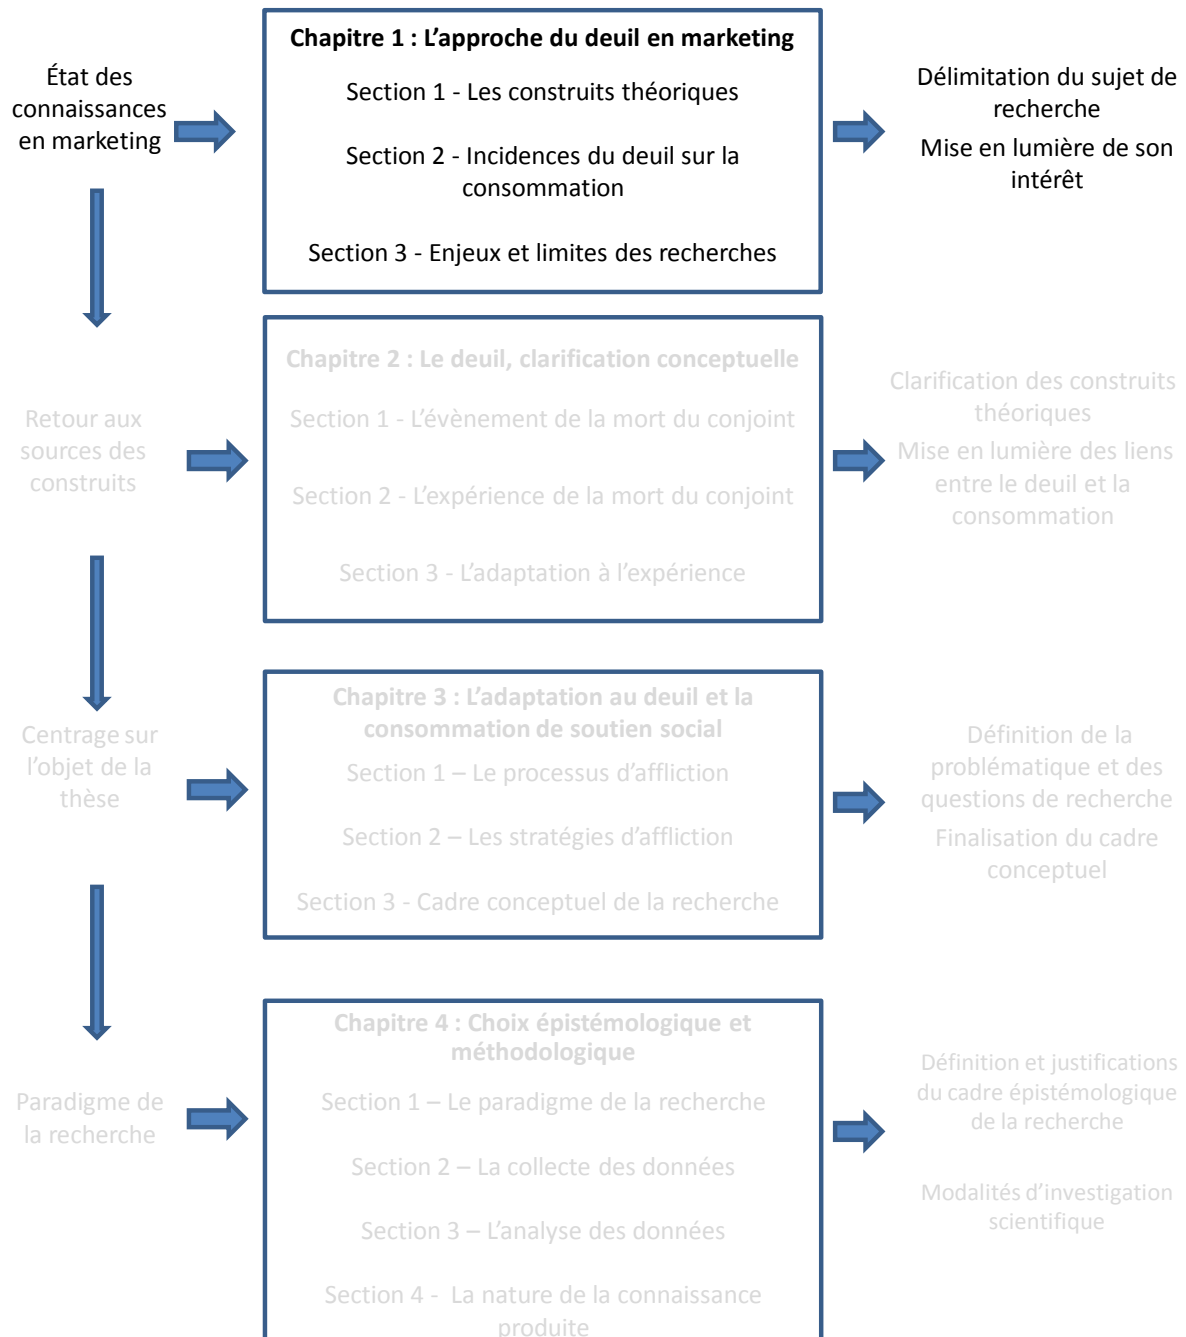 État des
connaissances
en marketing
Chapitre 1 : L’approche du deuil en marketing
Section 1 - Les construits théoriques
Section 2 - Incidences du deuil sur la
consommation
Section 3 - Enjeux et limites des recherches
Délimitation du sujet de
recherche
Mise en lumière de son
intérêt
Retour aux
sources des
construits
Chapitre 2 : Le deuil, clarification conceptuelle
Section 1 - L’évènement de la mort du conjoint
Section 2 - L’expérience de la mort du conjoint
Section 3 - L’adaptation à l’expérience
Clarification des construits
théoriques
Mise en lumière des liens
entre le deuil et la
consommation
Centrage sur
l’objet de la
thèse
Chapitre 3 : L’adaptation au deuil et la
consommation de soutien social
Section 1 – Le processus d’affliction
Section 2 – Les stratégies d’affliction
Section 3 - Cadre conceptuel de la recherche
Définition de la
problématique et des
questions de recherche
Finalisation du cadre
conceptuel
Paradigme de
la recherche
Chapitre 4 : Choix épistémologique et
méthodologique
Section 1 – Le paradigme de la recherche
Section 2 – La collecte des données
Section 3 – L’analyse des données
Section 4 - La nature de la connaissance
produite
Définition et justifications
du cadre épistémologique
de la recherche
Modalités d’investigation
scientifique